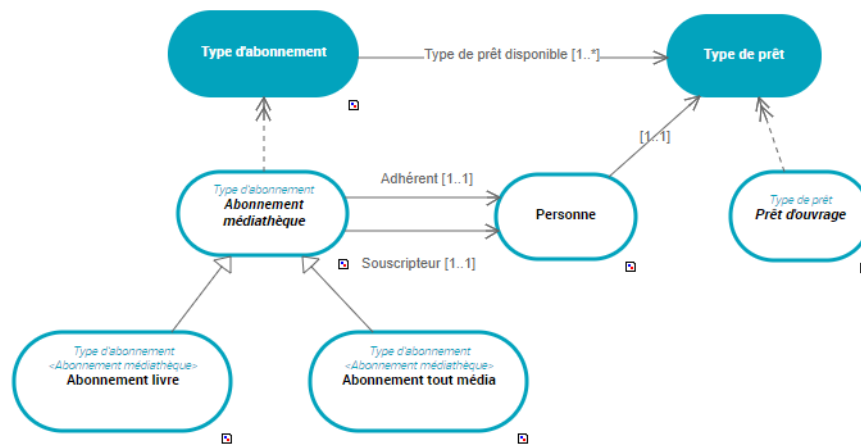 Type d'abonnement
Type de prêt disponible [1..*]
Type de prêt
[1..1]
Type d'abonnement
Abonnement
médiathèque
Adhérent [1..1]
Personne
Type de prêt
Prêt d'ouvrage
Souscripteur [1..1]
Type d'abonnement
<Abonnement médiathèque>
Abonnement livre
Type d'abonnement
<Abonnement médiathèque>
Abonnement tout média